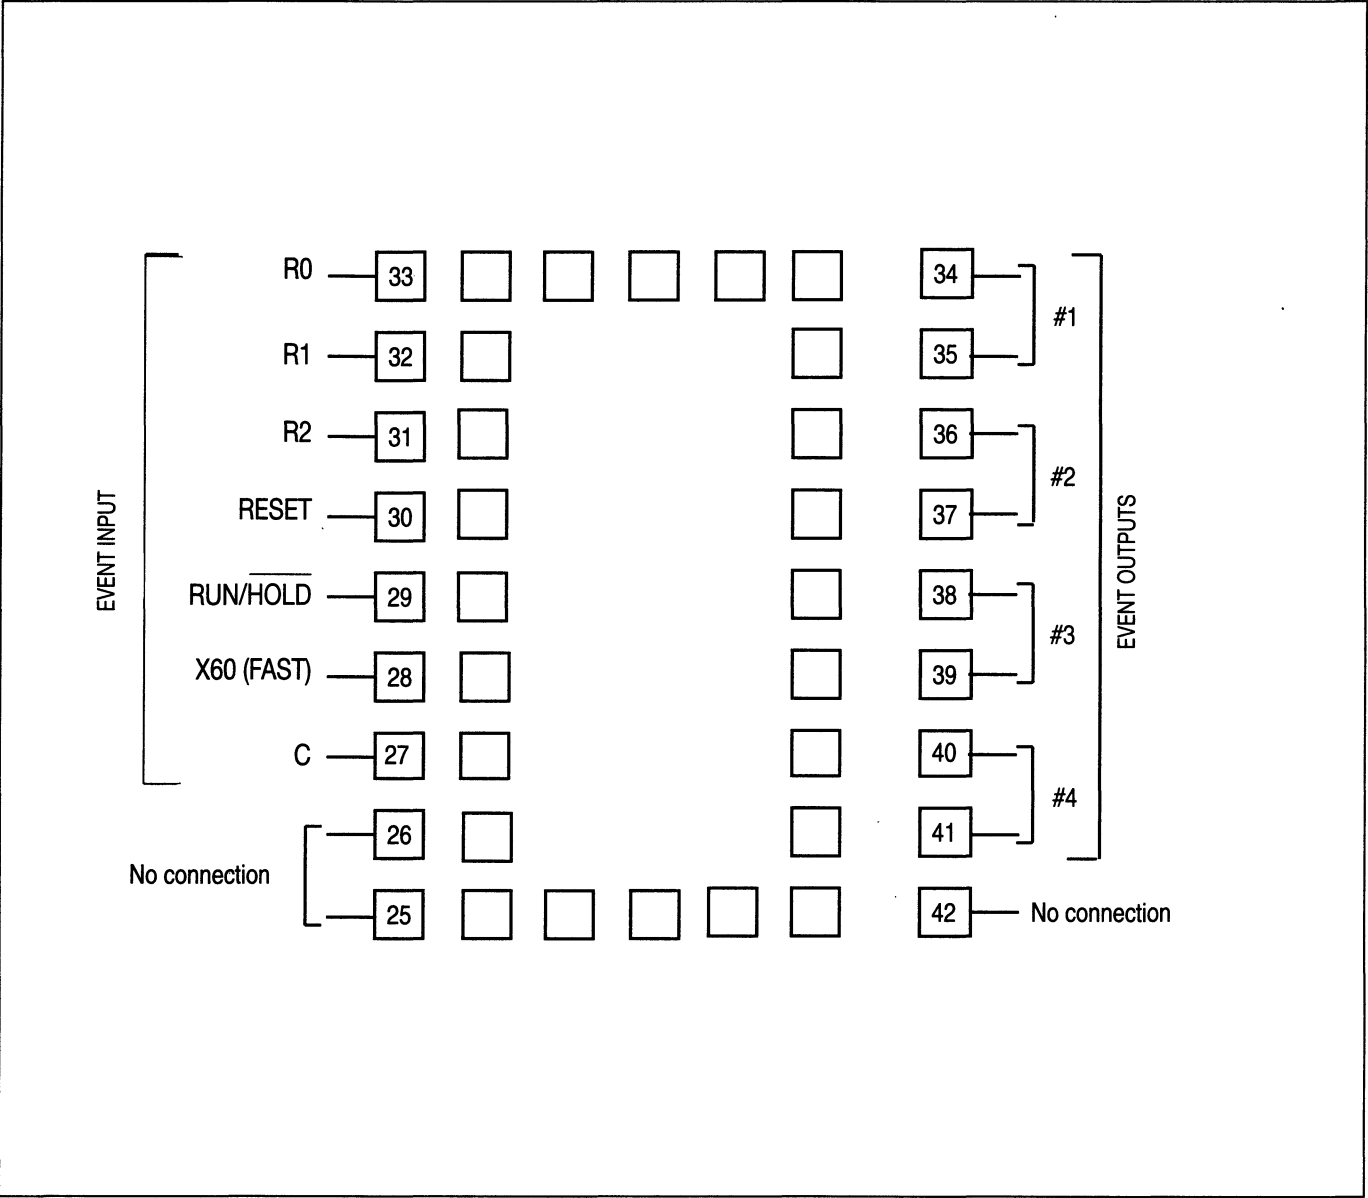 R0 33 34
#1
R1 32 35
R2 31 36
#2
RESET 30 37
EVENT INPUT
EVENT OUTPUTS
RUN/HOLD 29 38
#3
X60 (FAST) 28 39
C 27 40
#4
26 41
No connection
25 42 No connection